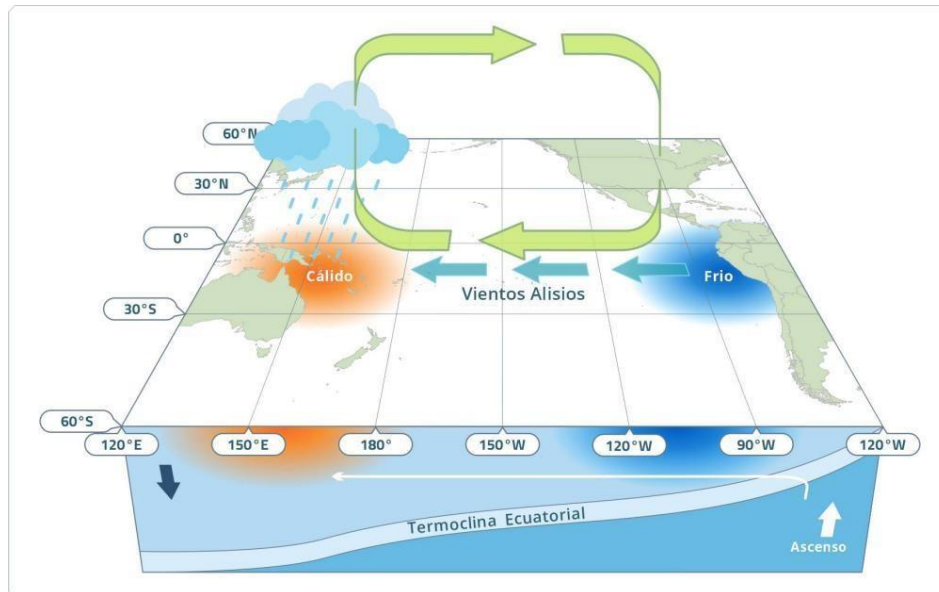 60°N
30°N
0°
Cálido
Frio
Vientos Alisios
30°S
60°S
120°E
150°E
180°
150°W
120°W
90°W
120°W
Termoclina Ecuatorial
Ascenso